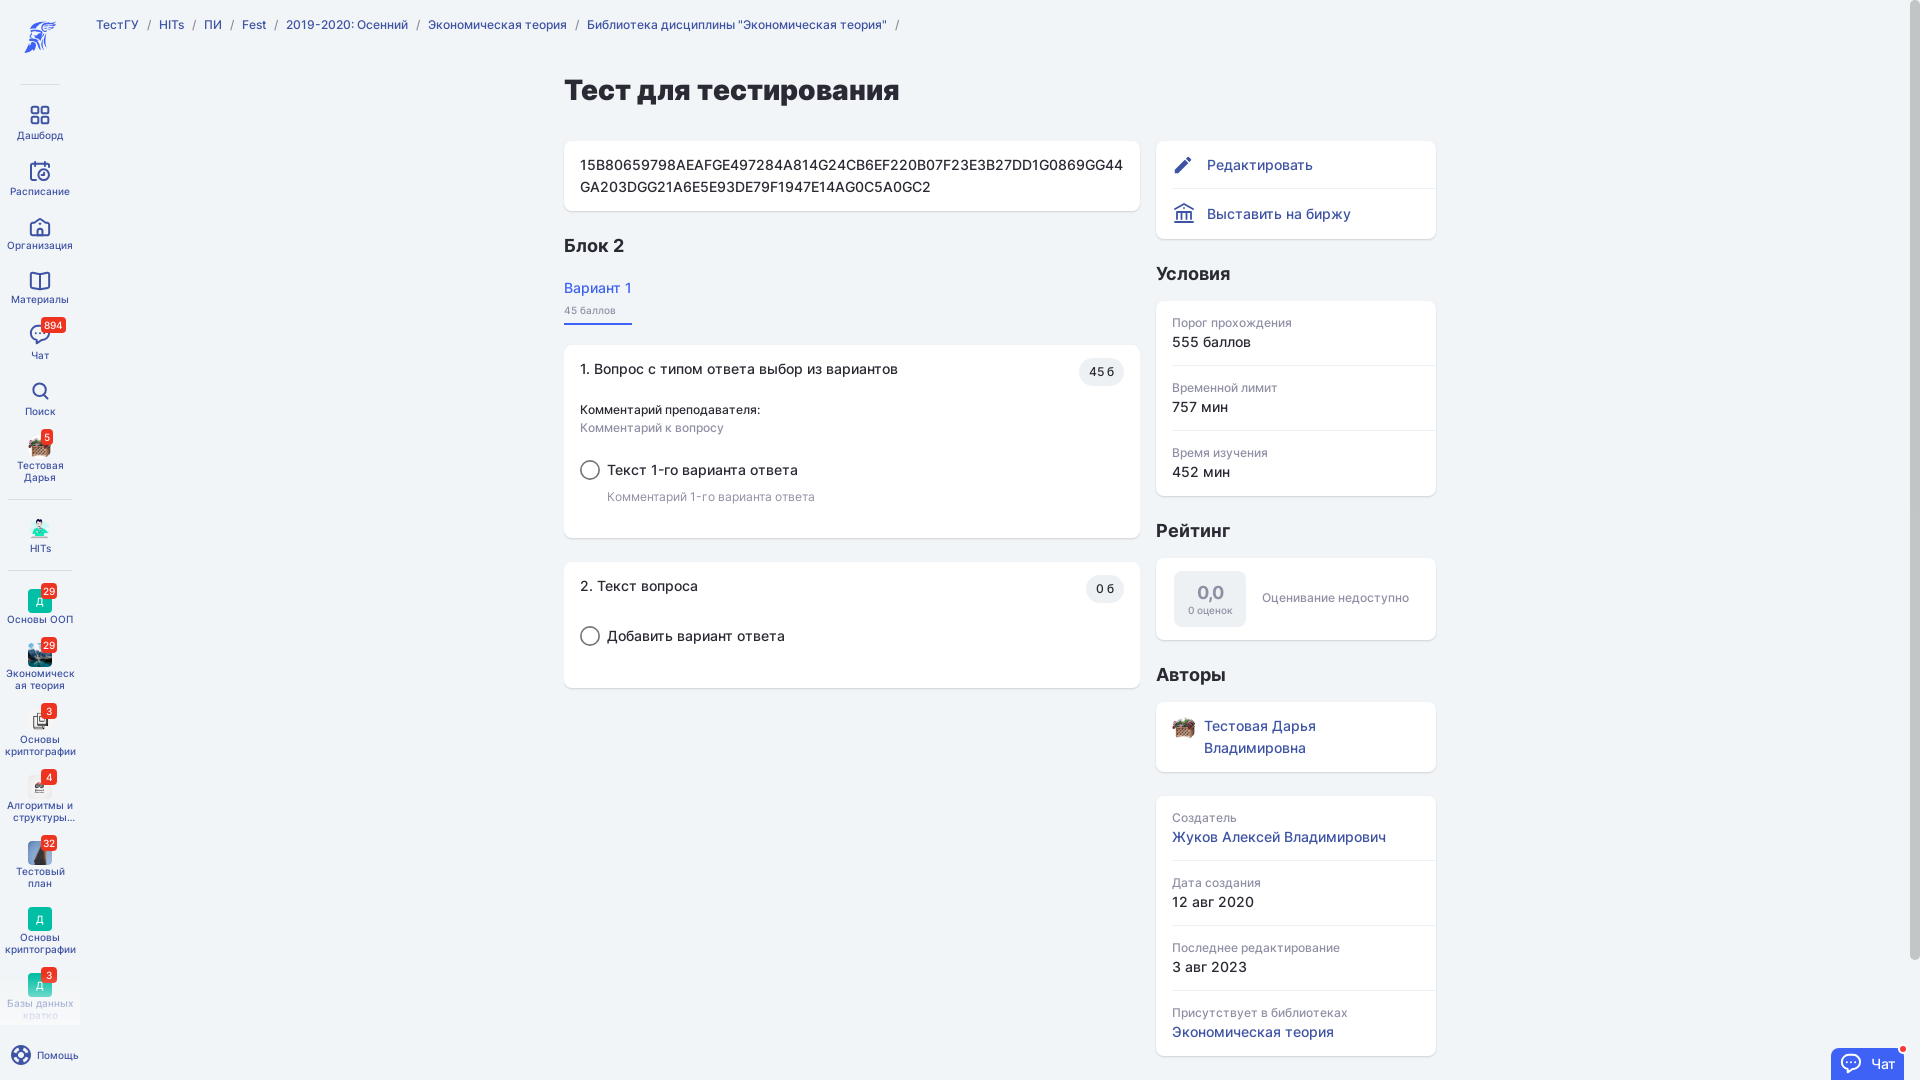 ТестГУ / HITs / ПИ / Fest / 2019-2020: Осенний / Экономическая теория / Библиотека дисциплины "Экономическая теория" /
Дашборд
Расписание
Организация
Материалы
894
Чат
Поиск
5
Тестовая
Дарья
HITs
29
Д
Основы ООП
29
Экономическ
ая теория
3
Основы
криптографии
4
Алгоритмы и
структуры...
32
Тестовый
план
Д
Основы
криптографии
3
Д
Базы данных
кратко
Помощь
Тест для тестирования
15B80659798AEAFGE497284A814G24CB6EF220B07F23E3B27DD1G0869GG44
GA203DGG21A6E5E93DE79F1947E14AG0C5A0GC2
Блок 2
Вариант 1
45 баллов
1. Вопрос с типом ответа выбор из вариантов
45 б
Комментарий преподавателя:
Комментарий к вопросу
Текст 1-го варианта ответа
Комментарий 1-го варианта ответа
2. Текст вопроса
0 б
Добавить вариант ответа
Редактировать
Выставить на биржу
Условия
Порог прохождения
555 баллов
Временной лимит
757 мин
Время изучения
452 мин
Рейтинг
0,0
0 оценок
Оценивание недоступно
Авторы
Тестовая Дарья
Владимировна
Создатель
Жуков Алексей Владимирович
Дата создания
12 авг 2020
Последнее редактирование
3 авг 2023
Присутствует в библиотеках
Экономическая теория
Чат